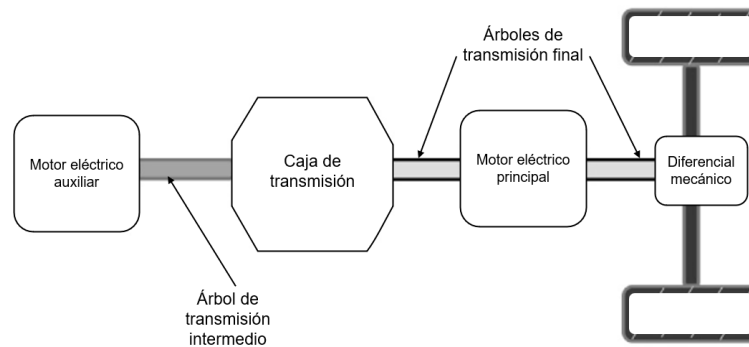 Árboles de
transmisión final
Motor eléctrico
auxiliar
Caja de
transmisión
Motor eléctrico
principal
Diferencial
mecánico
Árbol de
transmisión
intermedio